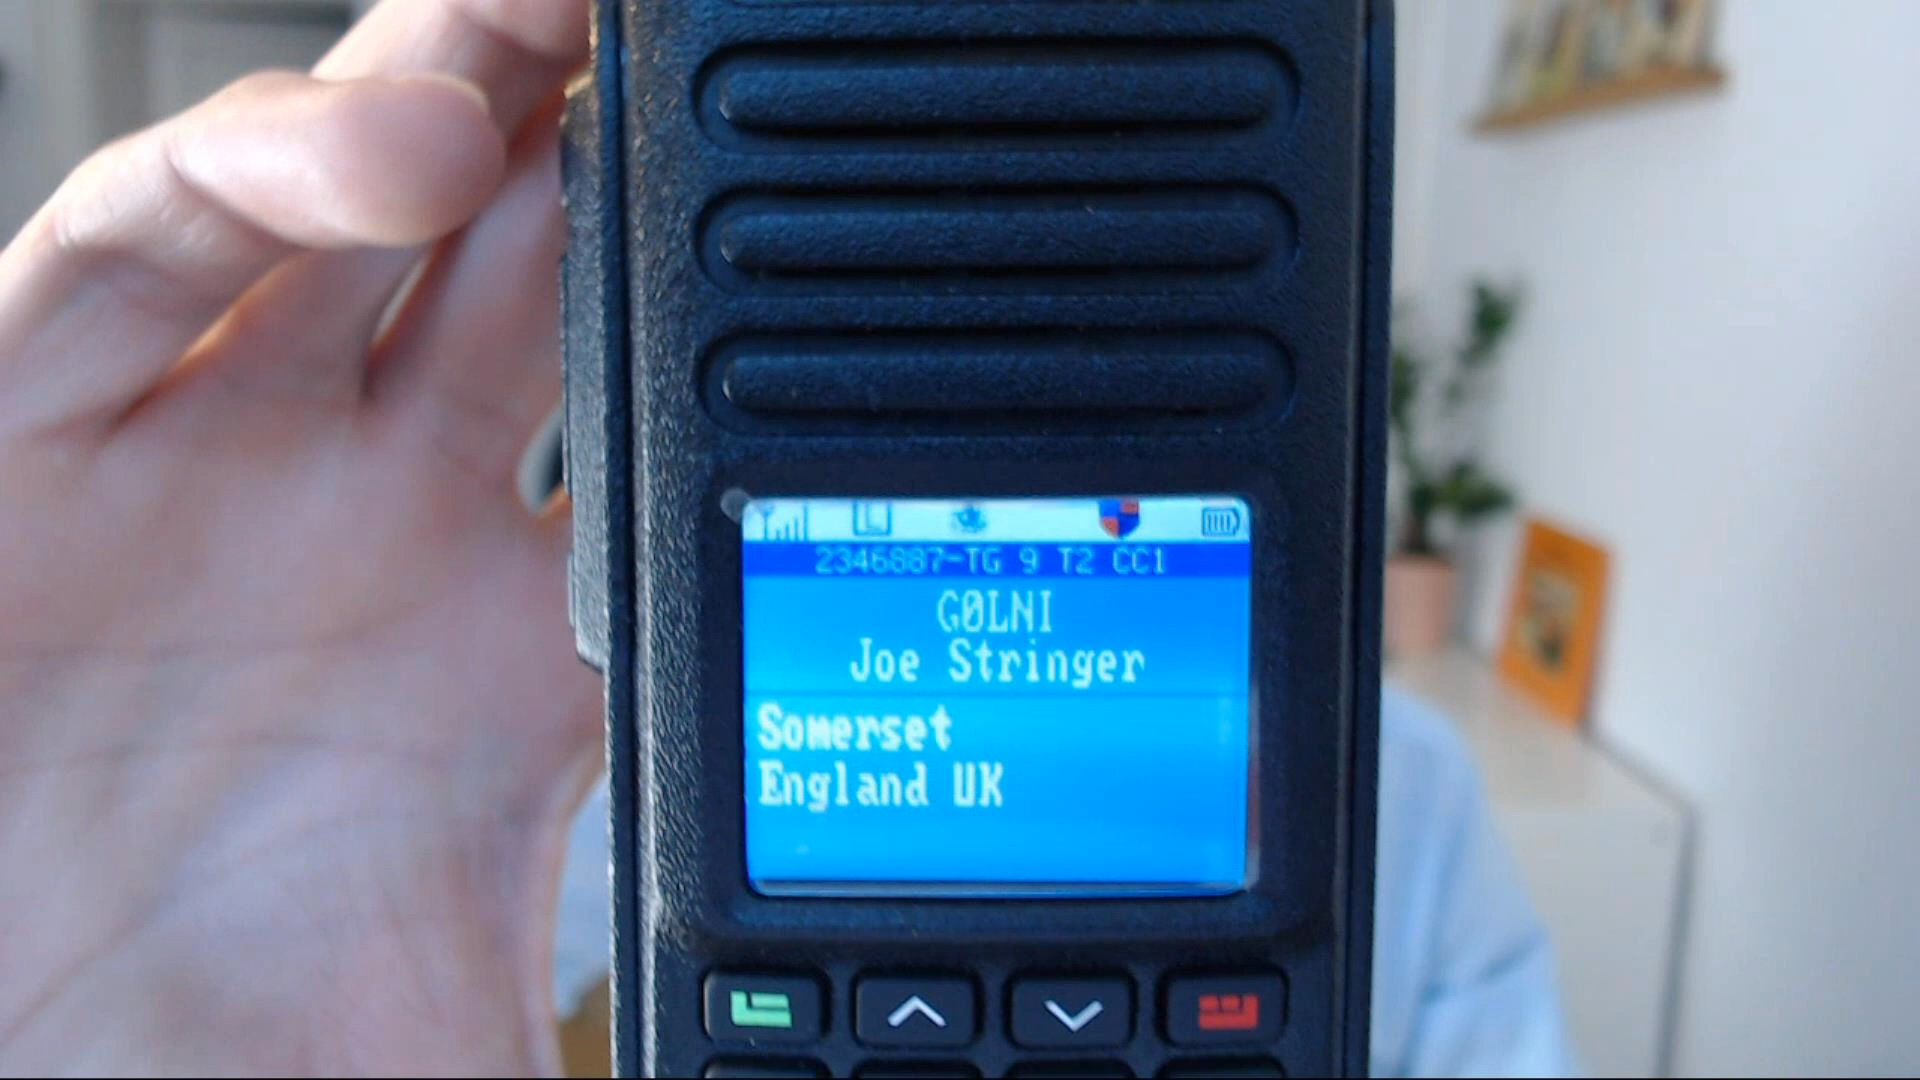 L
2346887-TG 9 T2 CC1
G0LNI
Joe Stringer
Somerset
England UK